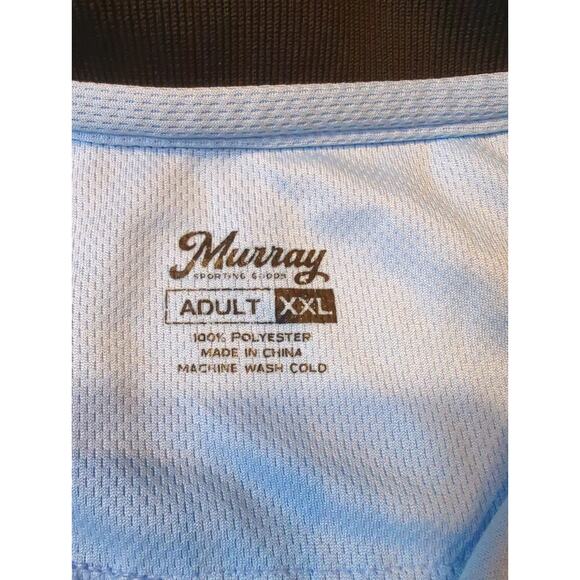 Murray
SPORTING GOODS
ADULT XXL
100% POLYESTER
MADE IN CHINA
MACHINE WASH COLD